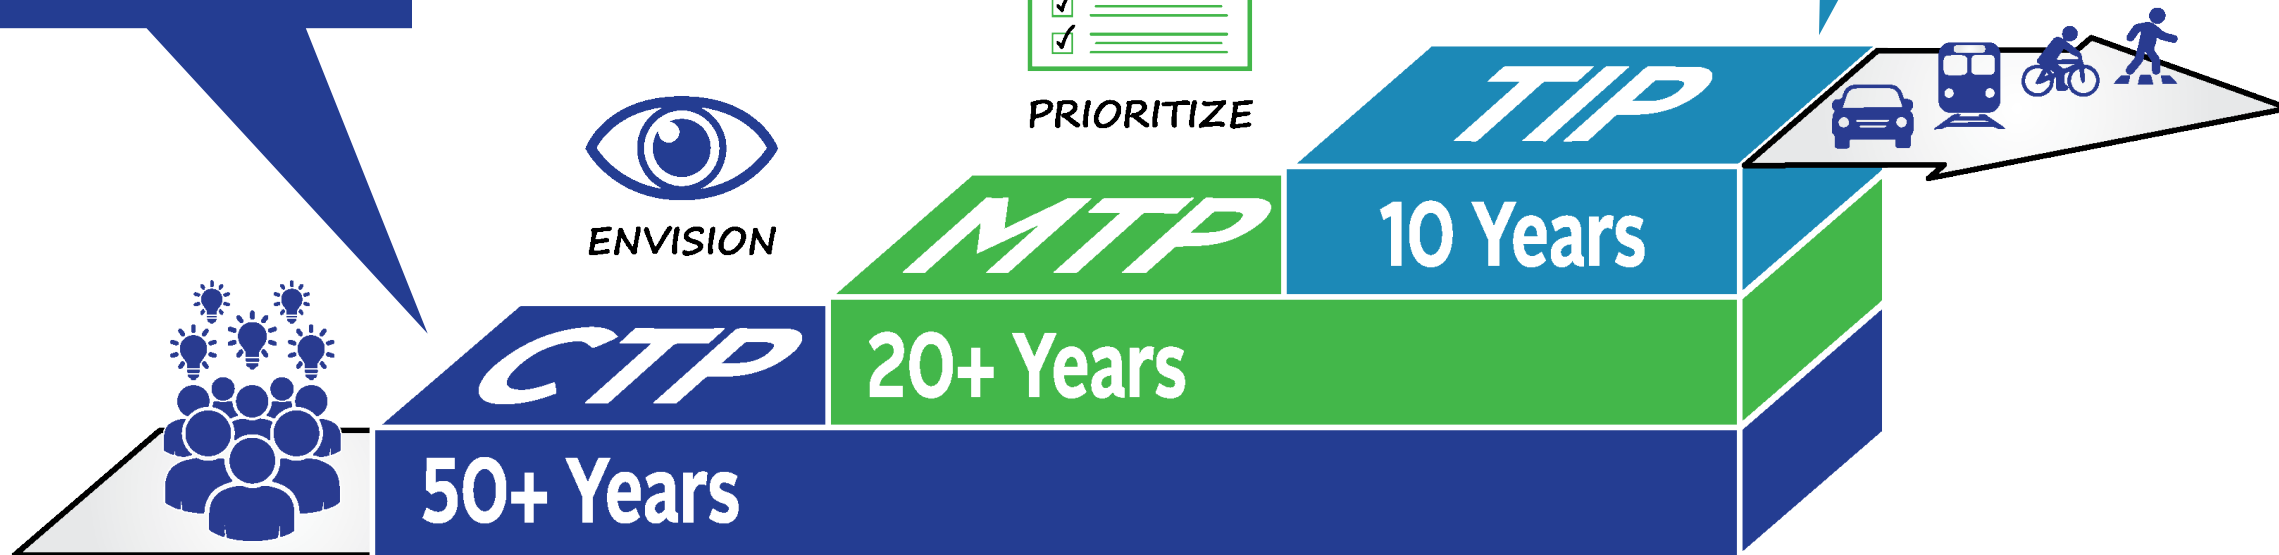 ENVISION
PRIORITIZE
CTP
50+ Years
MTP
20+ Years
TIP
10 Years